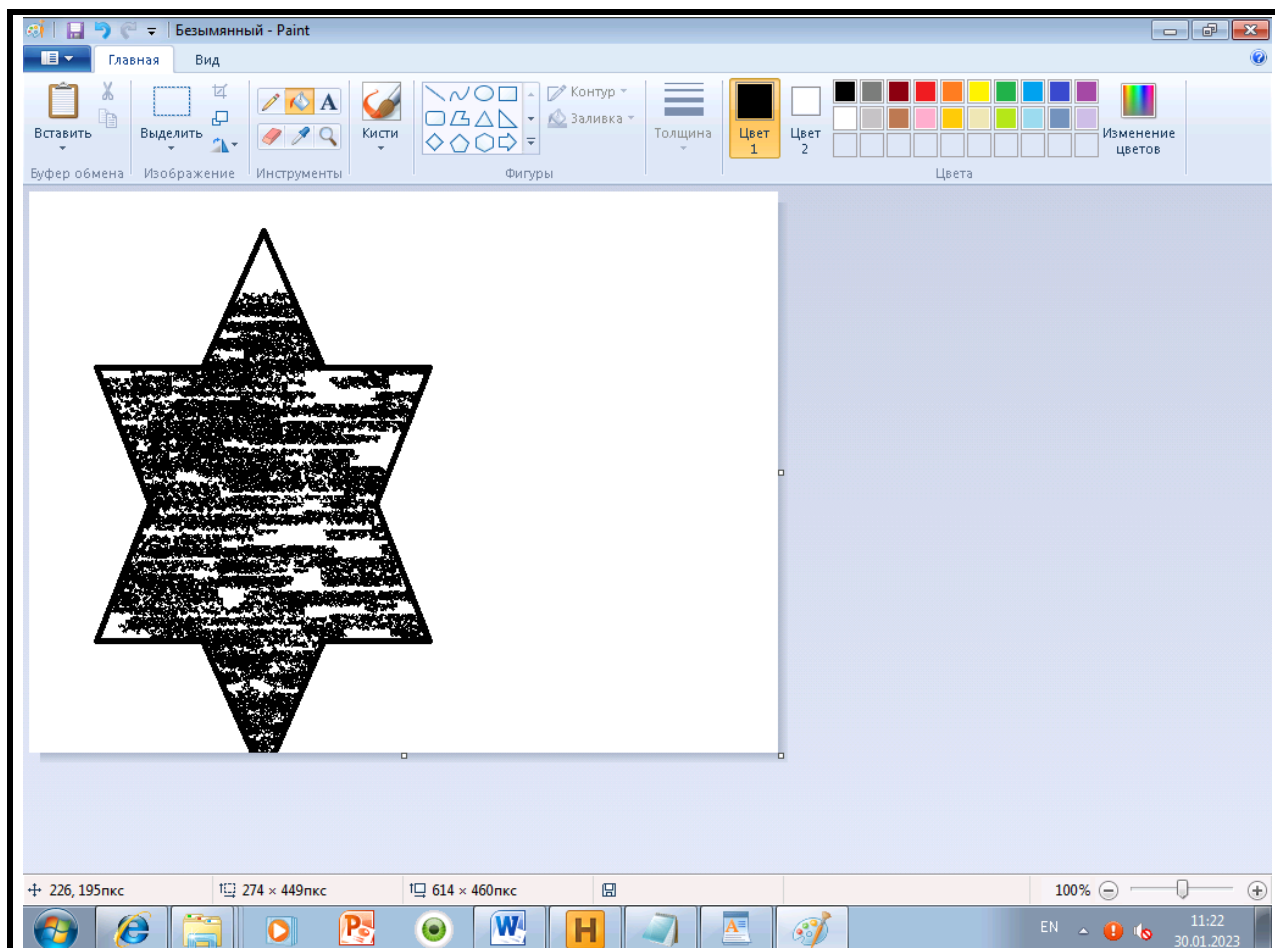 Безымянный - Paint
Главная Вид
Вставить
Выделить
A
Кисти
Контур
Заливка
Толщина
Цвет 1
Цвет 2
Изменение цветов
Буфер обмена Изображение Инструменты Фигуры Цвета
226, 195пкс 274 × 449пкс 614 × 460пкс 100%
EN 11:22
30.01.2023